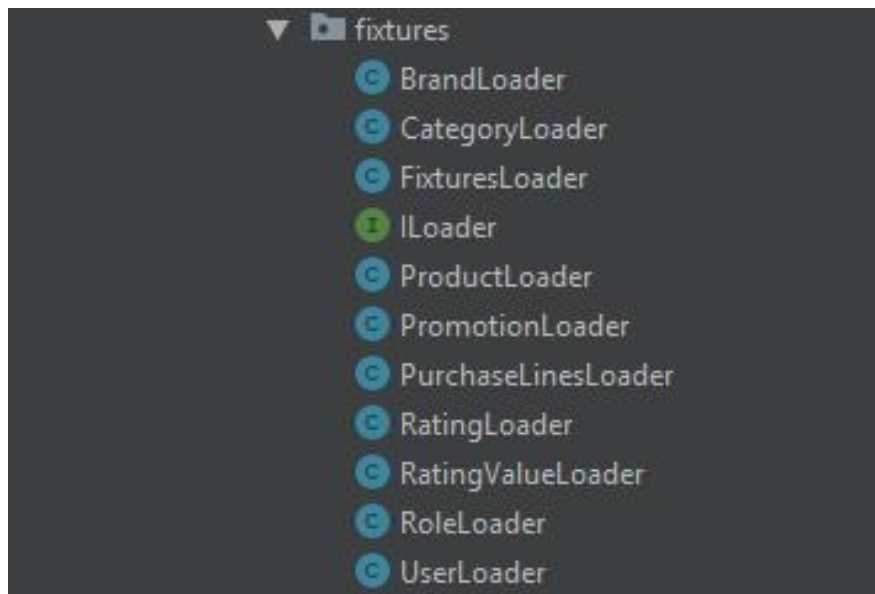 fixtures
C BrandLoader
C CategoryLoader
C FixturesLoader
I ILoader
C ProductLoader
C PromotionLoader
C PurchaseLinesLoader
C RatingLoader
C RatingValueLoader
C RoleLoader
C UserLoader